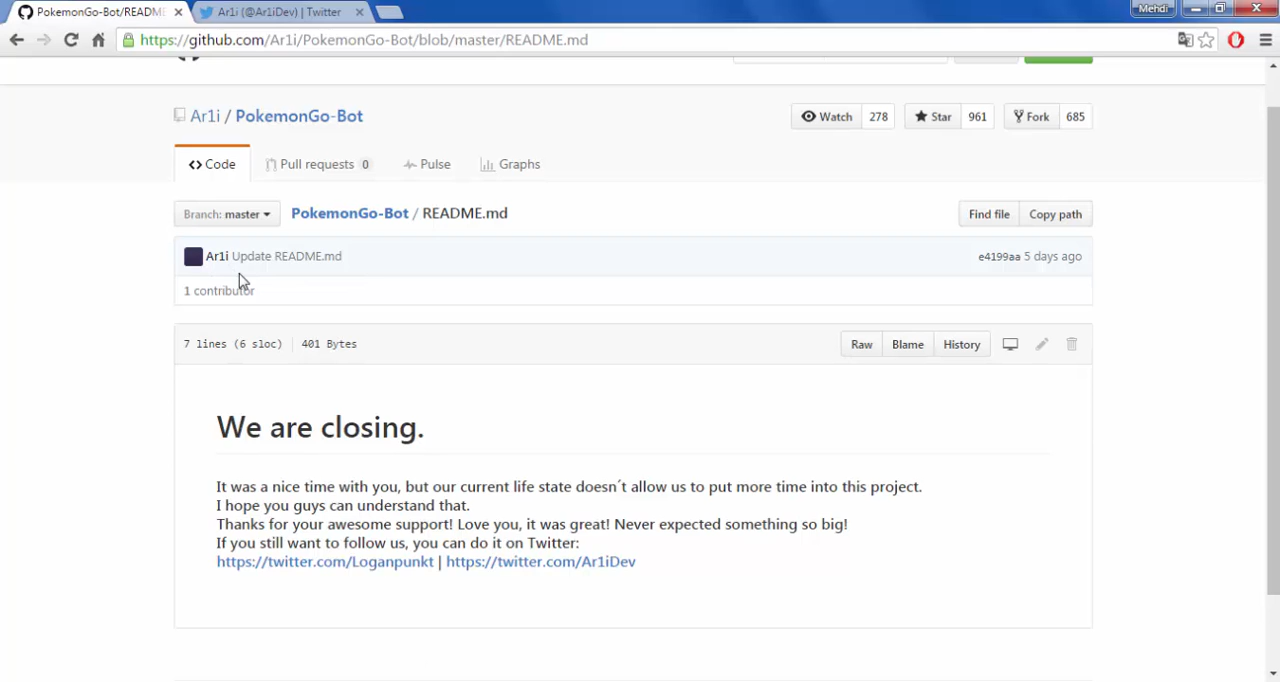 PokemonGo-Bot/README
Ar1i (@Ar1iDev) | Twitter
Mehdi
https://github.com/Ar1i/PokemonGo-Bot/blob/master/README.md
Ar1i / PokemonGo-Bot
Watch 278
Star 961
Fork 685
Code
Pull requests 0
Pulse
Graphs
Branch: master
PokemonGo-Bot / README.md
Find file
Copy path
Ar1i Update README.md
e4199aa 5 days ago
1 contributor
7 lines (6 sloc) | 401 Bytes
Raw
Blame
History
We are closing.
It was a nice time with you, but our current life state doesn´t allow us to put more time into this project.
I hope you guys can understand that.
Thanks for your awesome support! Love you, it was great! Never expected something so big!
If you still want to follow us, you can do it on Twitter:
https://twitter.com/Loganpunkt | https://twitter.com/Ar1iDev